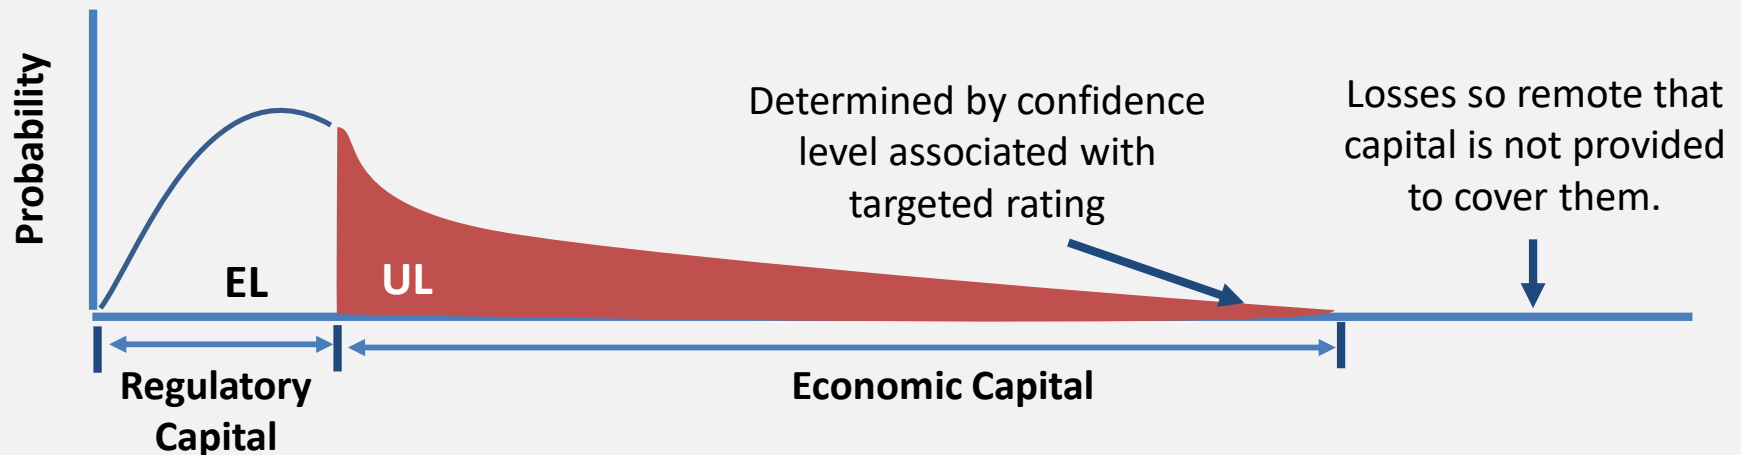 Probability
Determined by confidence
level associated with
targeted rating
Losses so remote that
capital is not provided
to cover them.
EL
UL
Regulatory
Capital
Economic Capital